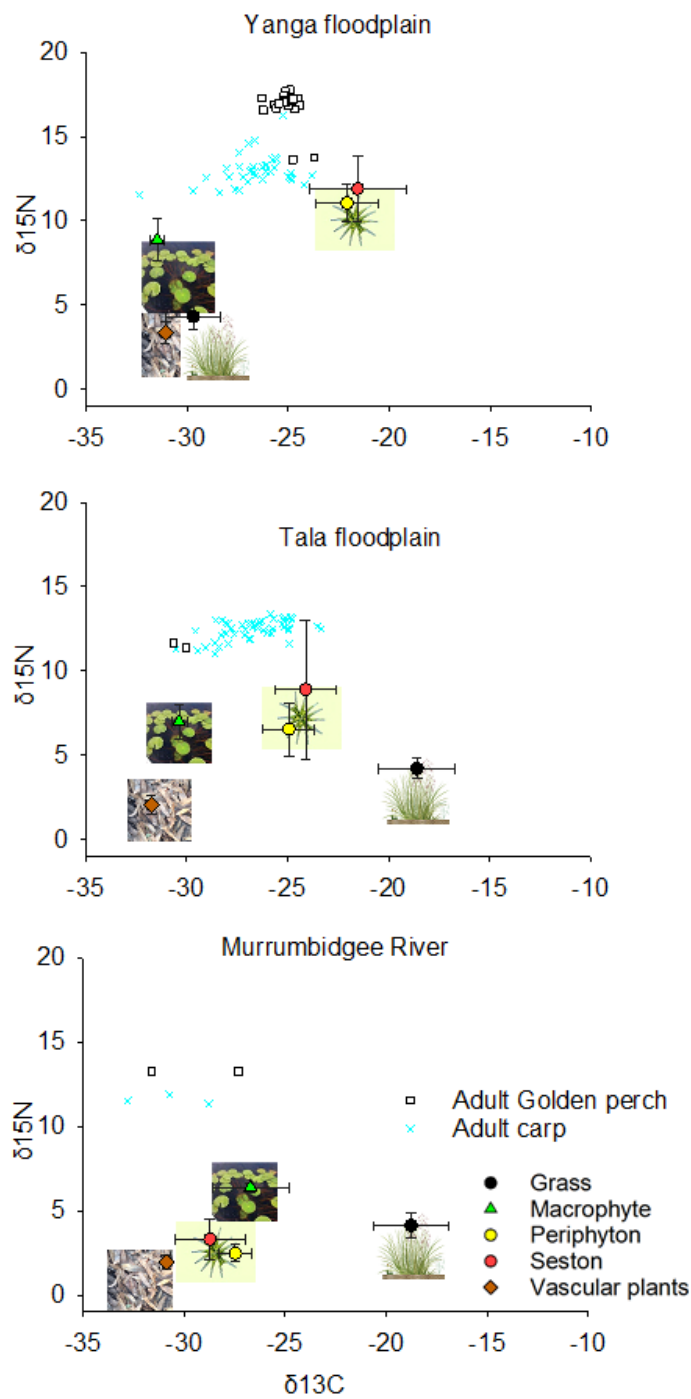 Yanga floodplain
20
15
10
5
0
δ15N
-35 -30 -25 -20 -15 -10
Tala floodplain
20
15
10
5
0
δ15N
-35 -30 -25 -20 -15 -10
Murrumbidgee River
20
15
10
5
0
δ15N
Adult Golden perch
Adult carp
Grass
Macrophyte
Periphyton
Seston
Vascular plants
-35 -30 -25 -20 -15 -10
δ13C